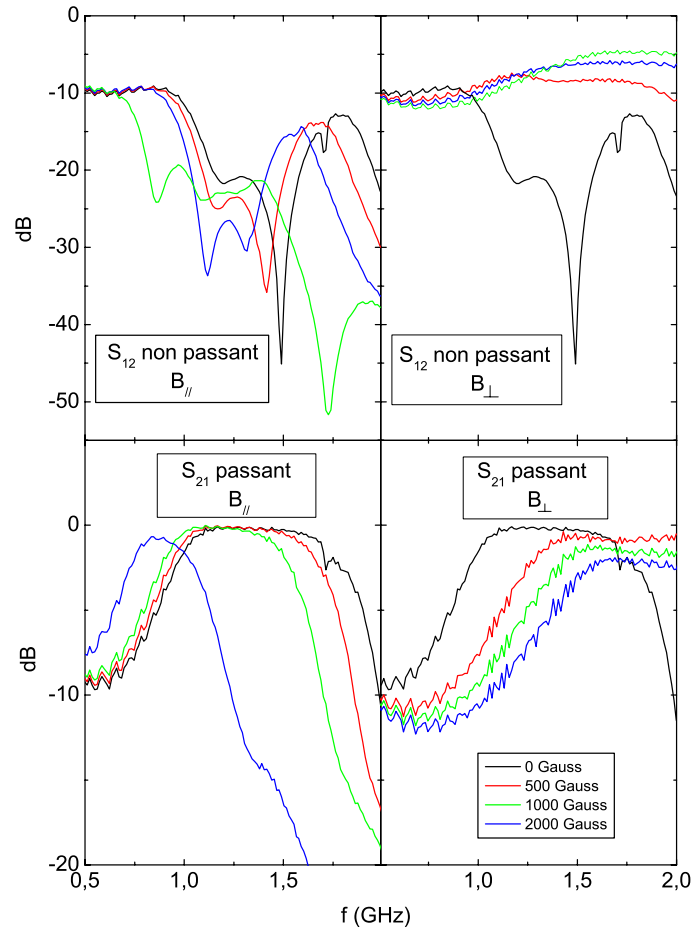 0
-10
-20
-30
-40
-50
dB
S12 non passant
B//
S12 non passant
B⊥
S21 passant
B//
S21 passant
B⊥
0
-10
-20
dB
0 Gauss
500 Gauss
1000 Gauss
2000 Gauss
0,5 1,0 1,5 1,0 1,5 2,0
f (GHz)